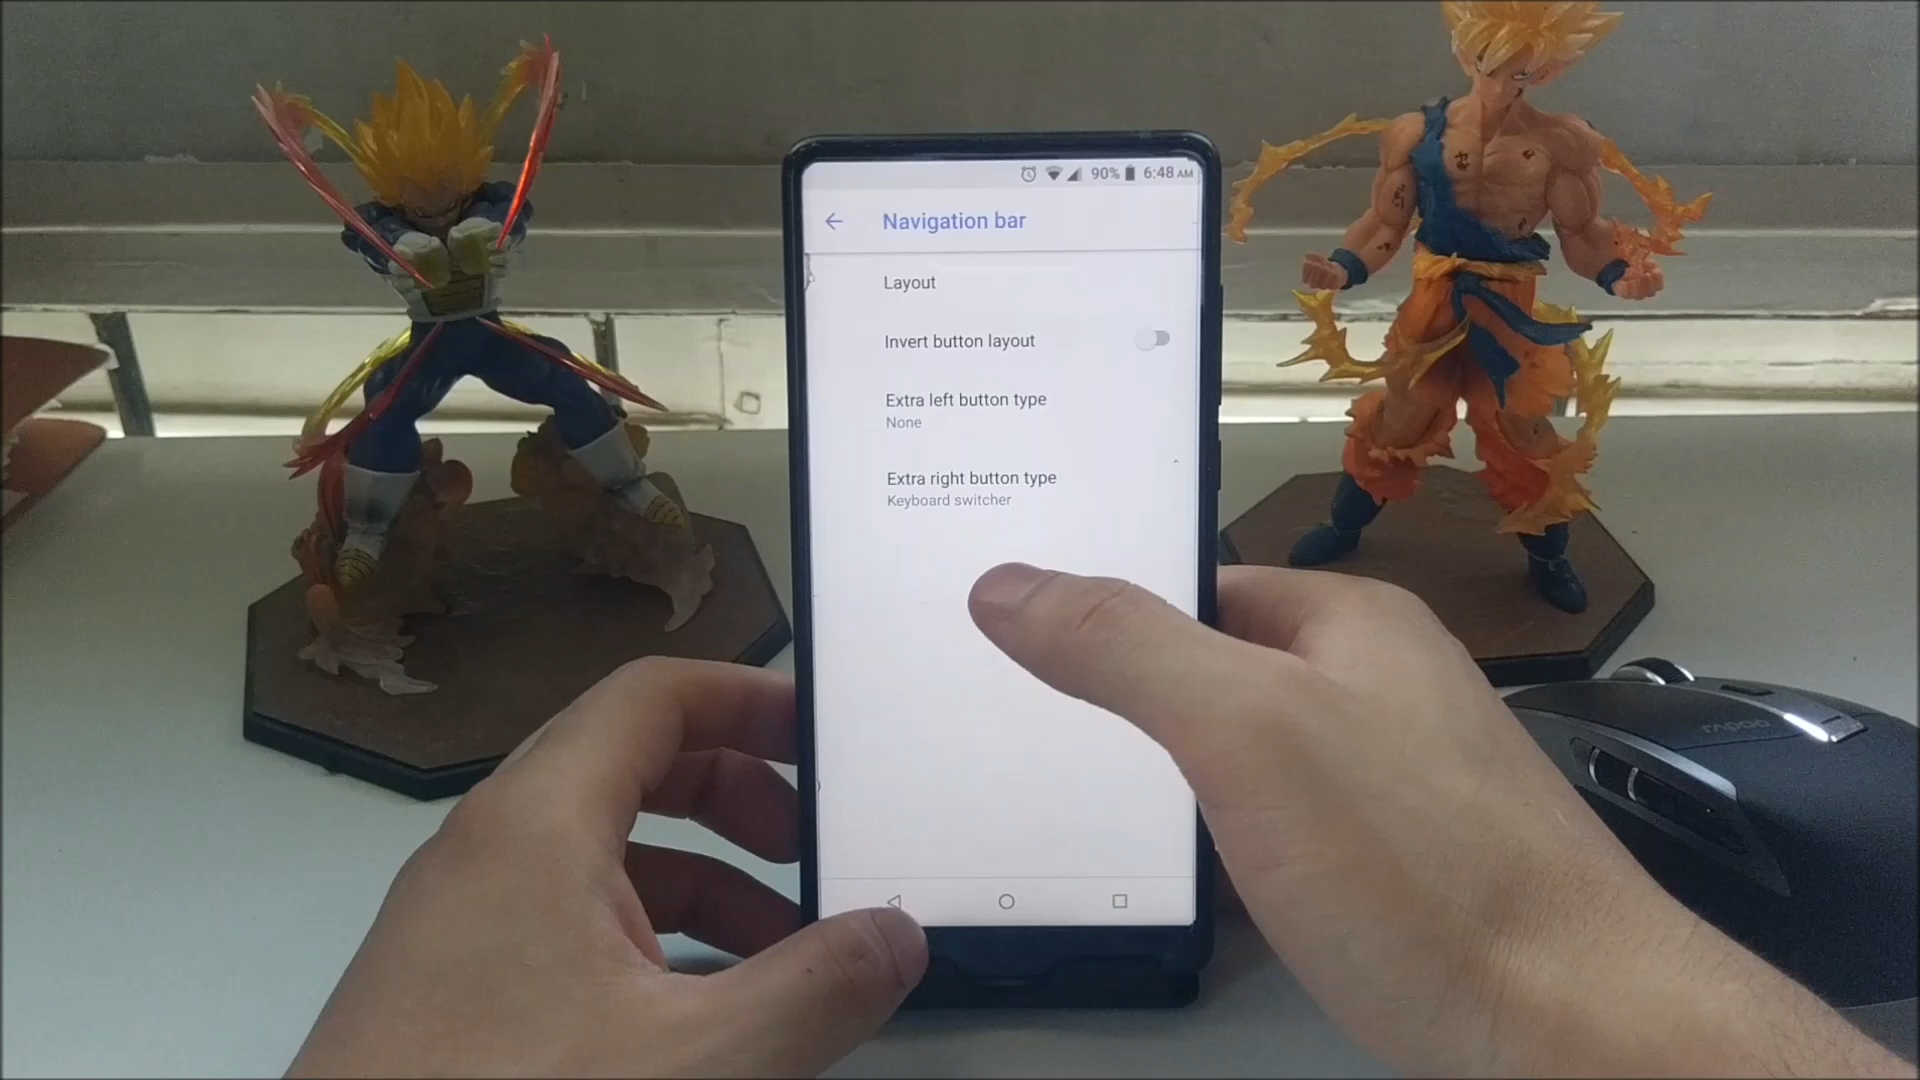 90% 6:48 AM
Navigation bar
Layout
Invert button layout
Extra left button type
None
Extra right button type
Keyboard switcher
rapoo